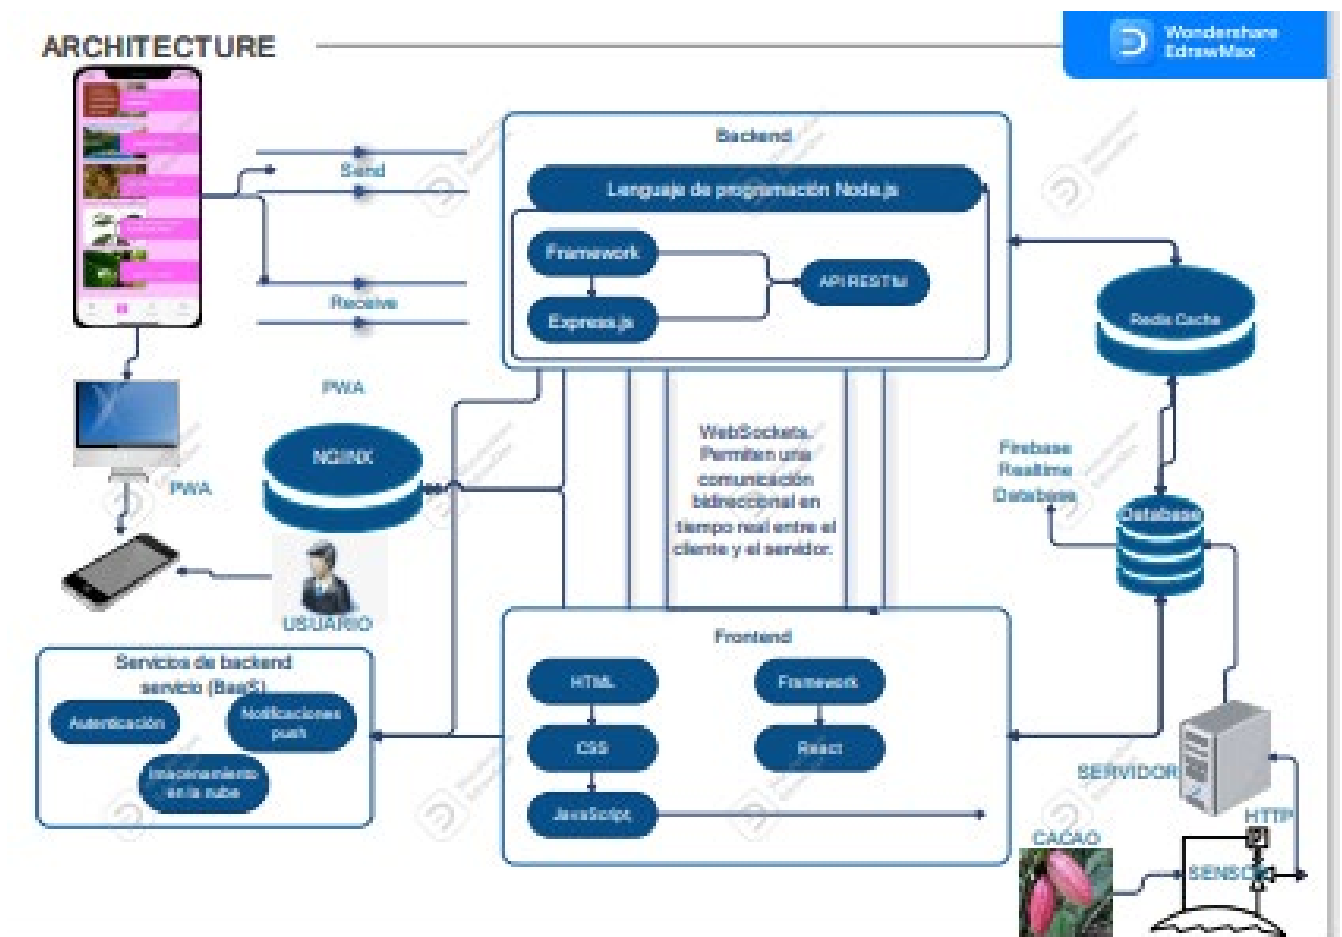 ARCHITECTURE
Wondershare
EdrawMax
Backend
Send
Lenguaje de programación Node.js
Framework
API RESTful
Receive
Express.js
Redis Cache
PWA
NGINX
WebSockets.
Permiten una
comunicación
bidireccional en
tiempo real entre el
cliente y el servidor.
Firebase
Realtime
Database
Database
PWA
USUARIO
Frontend
Servicios de backend
servicio (BaaS)
HTML
Framework
Autenticación
Notificaciones
push
CSS
React
lmacenamiento
en la nube
JavaScript
SERVIDOR
HTTP
CACAO
SENSOR